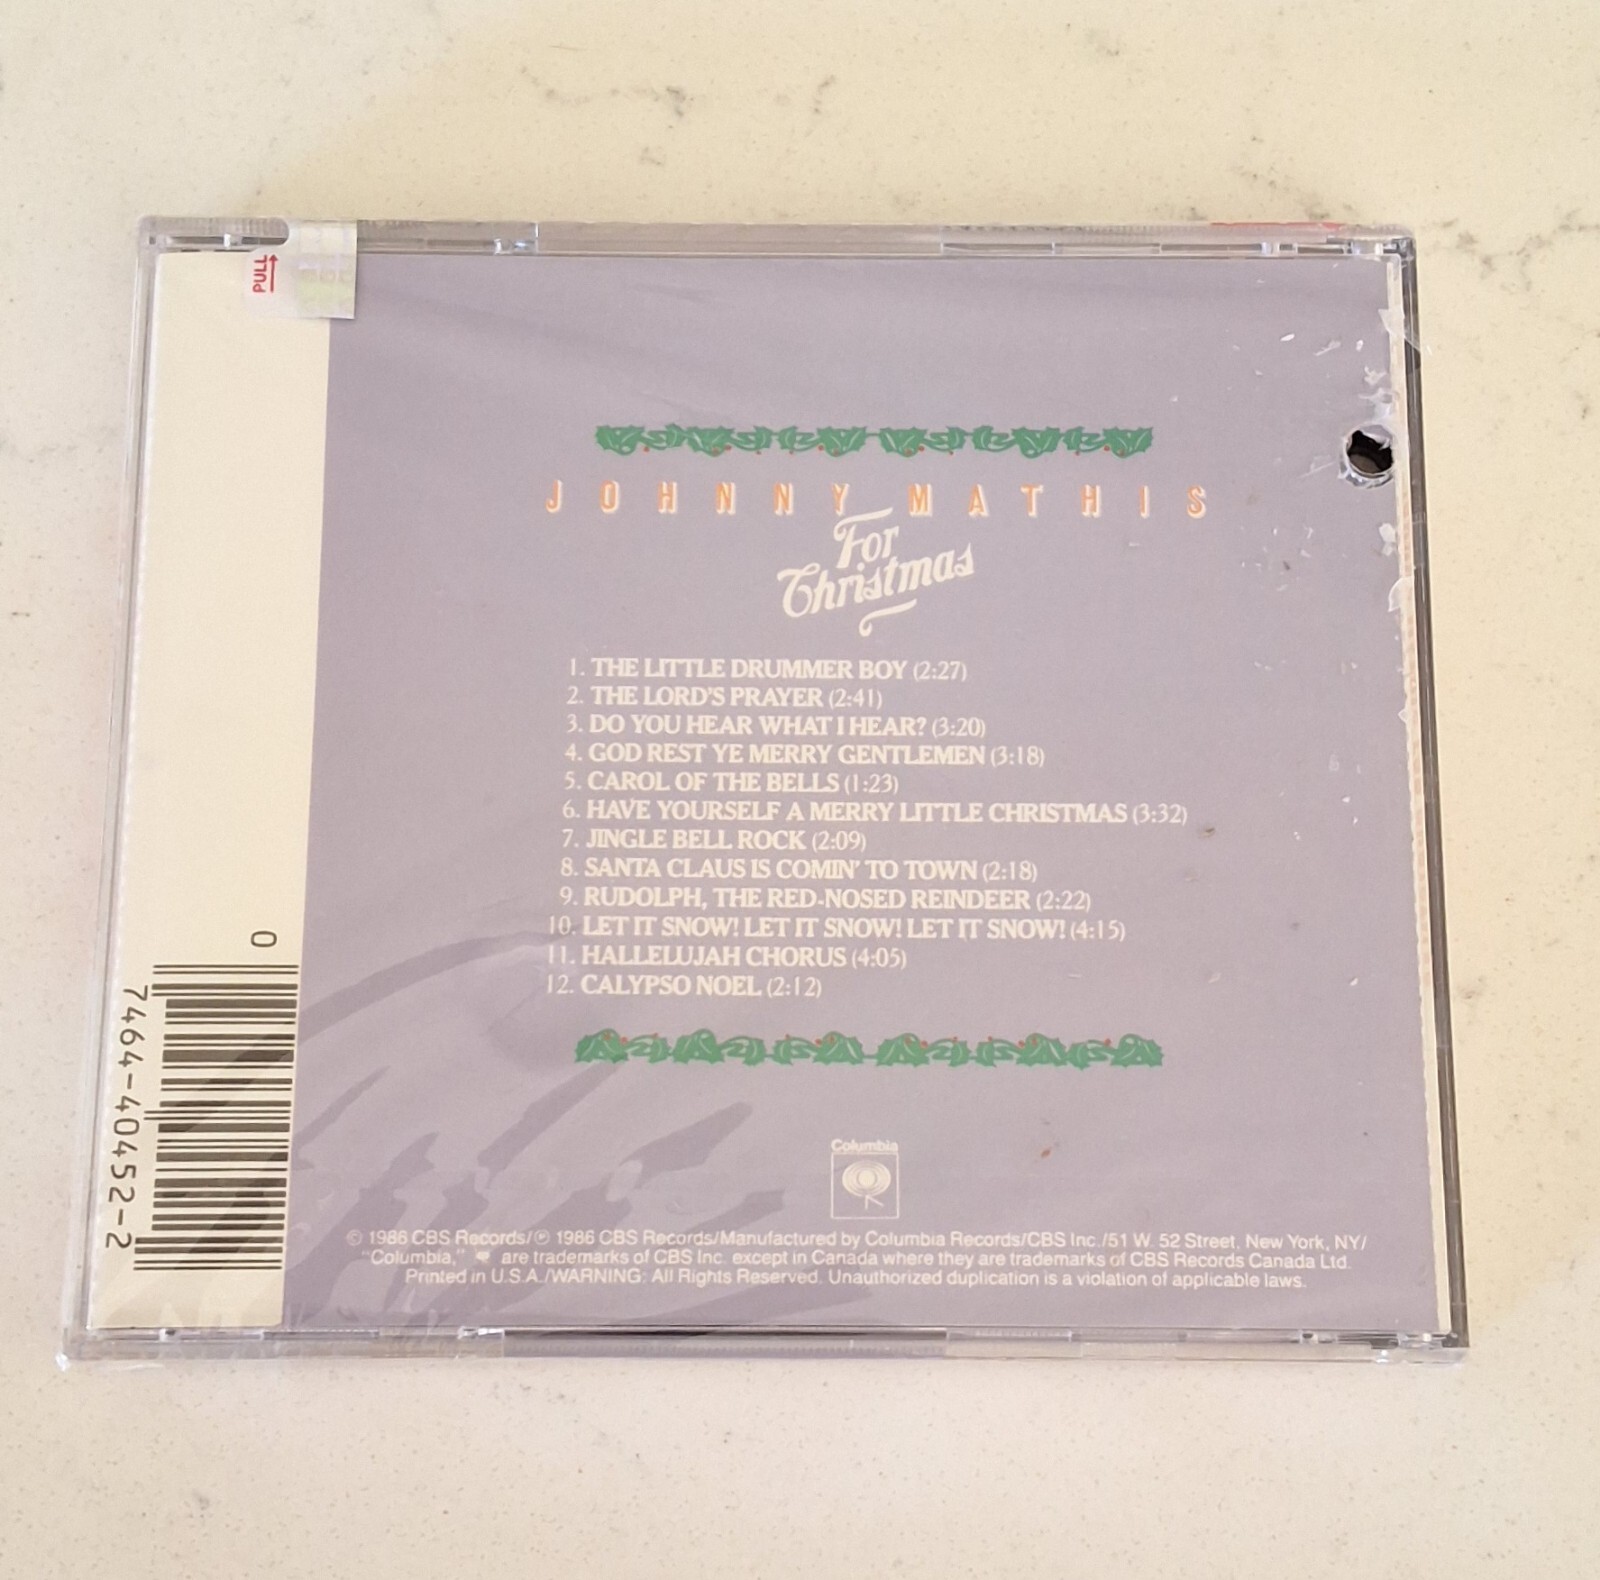 PULL
JOHNNY MATHIS
For
Christmas
1. THE LITTLE DRUMMER BOY (2:27)
2. THE LORD'S PRAYER (2:41)
3. DO YOU HEAR WHAT I HEAR? (3:20)
4. GOD REST YE MERRY GENTLEMEN (3:18)
5. CAROL OF THE BELLS (1:23)
6. HAVE YOURSELF A MERRY LITTLE CHRISTMAS (3:32)
7. JINGLE BELL ROCK (2:09)
8. SANTA CLAUS IS COMIN' TO TOWN (2:18)
9. RUDOLPH, THE RED-NOSED REINDEER (2:22)
10. LET IT SNOW! LET IT SNOW! LET IT SNOW! (4:15)
11. HALLELUJAH CHORUS (4:05)
12. CALYPSO NOEL (2:12)
0
7464-40452-2
Columbia
© 1986 CBS Records/℗ 1986 CBS Records/Manufactured by Columbia Records/CBS Inc./51 W. 52 Street, New York, NY/
"Columbia," are trademarks of CBS Inc. except in Canada where they are trademarks of CBS Records Canada Ltd.
Printed in U.S.A./WARNING: All Rights Reserved. Unauthorized duplication is a violation of applicable laws.